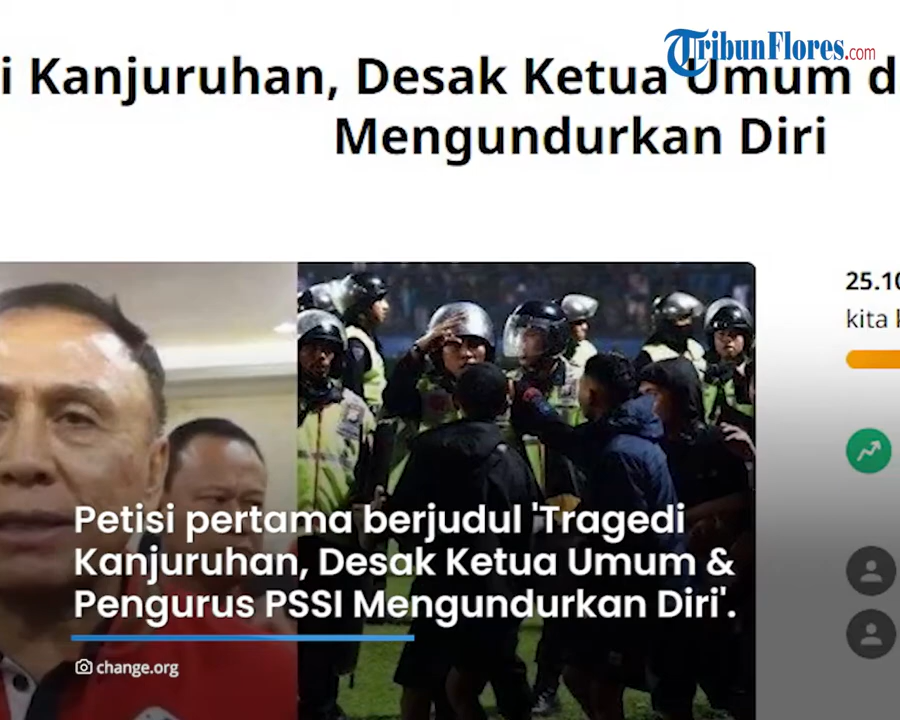 TribunFlores.com
i Kanjuruhan, Desak Ketua Umum d
Mengundurkan Diri
25.10
kita
Petisi pertama berjudul 'Tragedi
Kanjuruhan, Desak Ketua Umum &
Pengurus PSSI Mengundurkan Diri'.
change.org